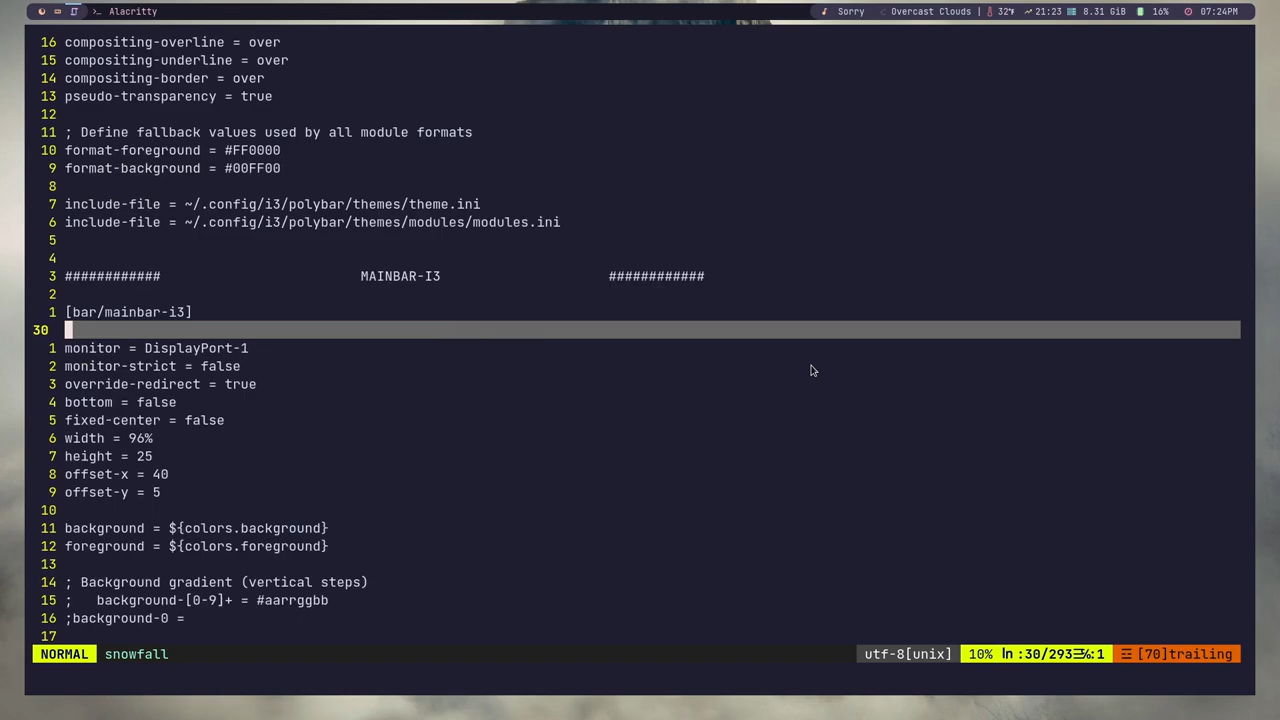 Alacritty Sorry Overcast Clouds 32°F 21:23 8.31 GiB 16% 07:24PM
16 compositing-overline = over
15 compositing-underline = over
14 compositing-border = over
13 pseudo-transparency = true
12
11 ; Define fallback values used by all module formats
10 format-foreground = #FF0000
9 format-background = #00FF00
8
7 include-file = ~/.config/i3/polybar/themes/theme.ini
6 include-file = ~/.config/i3/polybar/themes/modules/modules.ini
5
4
3 ############ MAINBAR-I3 ############
2
1 [bar/mainbar-i3]
30
1 monitor = DisplayPort-1
2 monitor-strict = false
3 override-redirect = true
4 bottom = false
5 fixed-center = false
6 width = 96%
7 height = 25
8 offset-x = 40
9 offset-y = 5
10
11 background = ${colors.background}
12 foreground = ${colors.foreground}
13
14 ; Background gradient (vertical steps)
15 ;   background-[0-9]+ = #aarrggbb
16 ;background-0 =
17
NORMAL snowfall utf-8[unix] 10% ln :30/293☰℅:1 ☲ [70]trailing